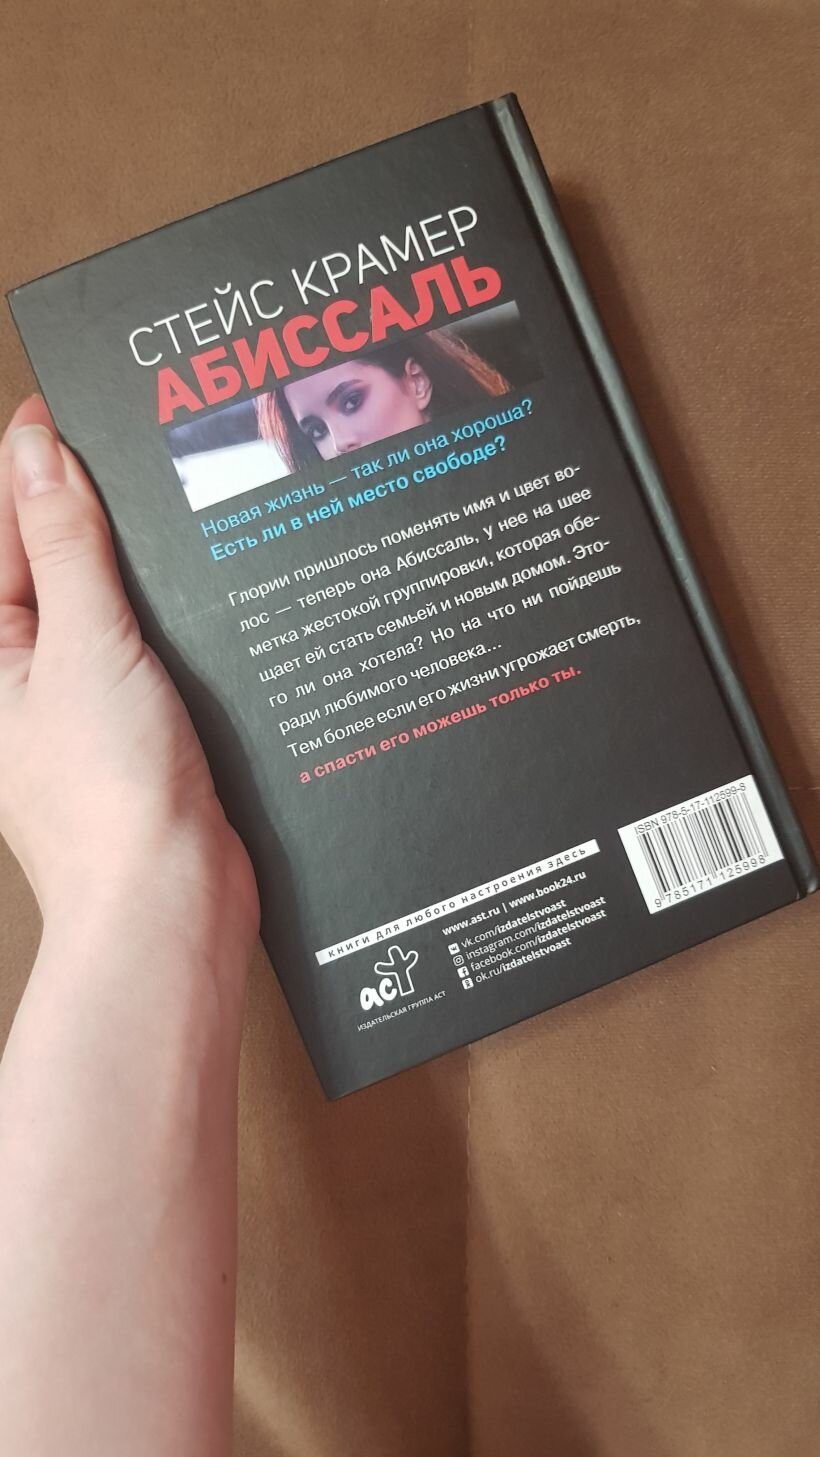 СТЕЙС КРАМЕР
АБИССАЛЬ
Новая жизнь — так ли она хороша?
Есть ли в ней место свободе?
Глории пришлось поменять имя и цвет во-
лос — теперь она Абиссаль, у нее на шее
метка жестокой группировки, которая обе-
щает ей стать семьей и новым домом. Это-
го ли она хотела? Но на что ни пойдешь
ради любимого человека...
Тем более если его жизни угрожает смерть,
а спасти его можешь только ты.
ISBN 978-5-17-112599-8
9 785171 125998
книги для любого настроения здесь
аст
ИЗДАТЕЛЬСКАЯ ГРУППА АСТ
www.ast.ru | www.book24.ru
vk.com/izdatelstvoast
instagram.com/izdatelstvoast
facebook.com/izdatelstvoast
ok.ru/izdatelstvoast